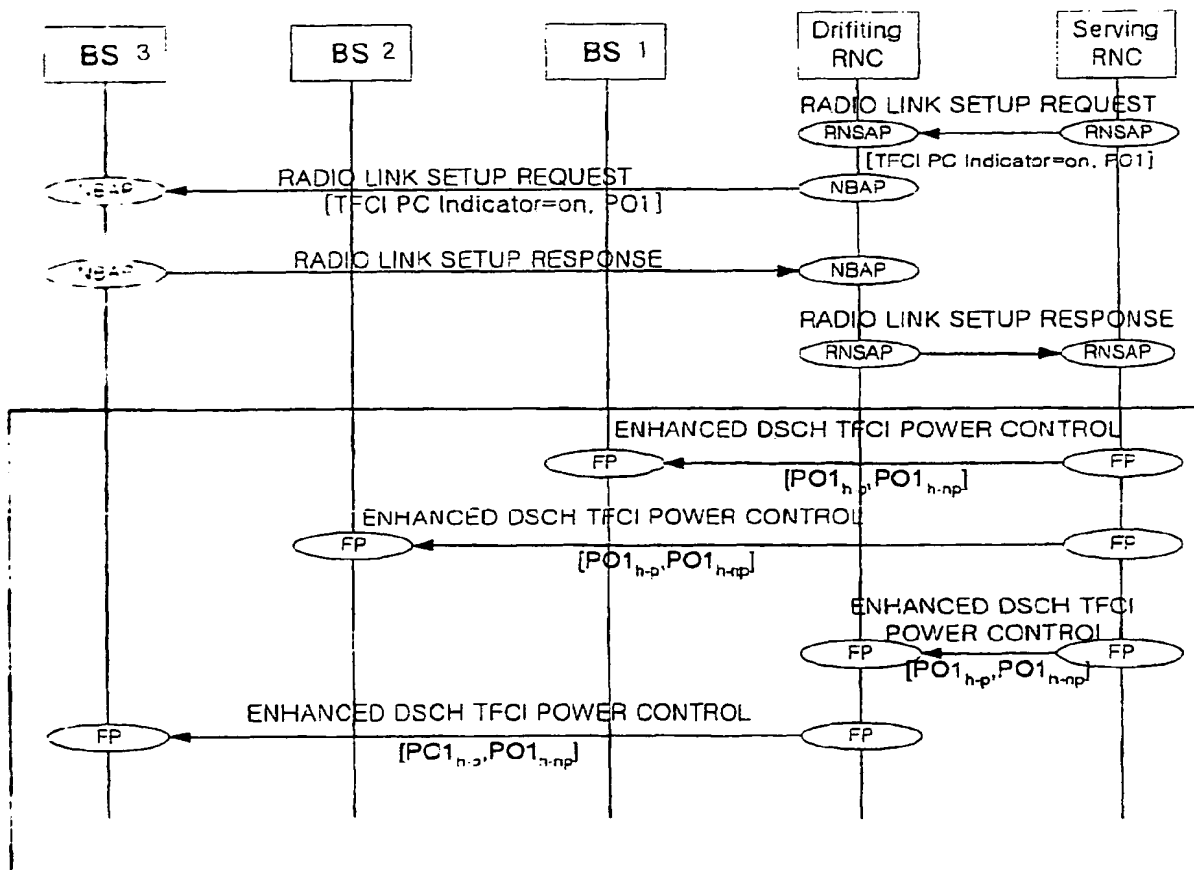 BS 3
BS 2
BS 1
Drifiting
RNC
Serving
RNC
RADIO LINK SETUP REQUEST
RNSAP
RNSAP
[TFCI PC Indicator=on, PO1]
RADIO LINK SETUP REQUEST
NBAP
NBAP
[TFCI PC Indicator=on, PO1]
RADIO LINK SETUP RESPONSE
NBAP
NBAP
RADIO LINK SETUP RESPONSE
RNSAP
RNSAP
ENHANCED DSCH TFCI POWER CONTROL
FP
FP
[PO1h-p,PO1h-np]
ENHANCED DSCH TFCI POWER CONTROL
FP
FP
[PO1h-p,PO1h-np]
ENHANCED DSCH TFCI
POWER CONTROL
FP
FP
[PO1h-p,PO1h-np]
ENHANCED DSCH TFCI POWER CONTROL
FP
FP
[PO1h-p,PO1h-np]